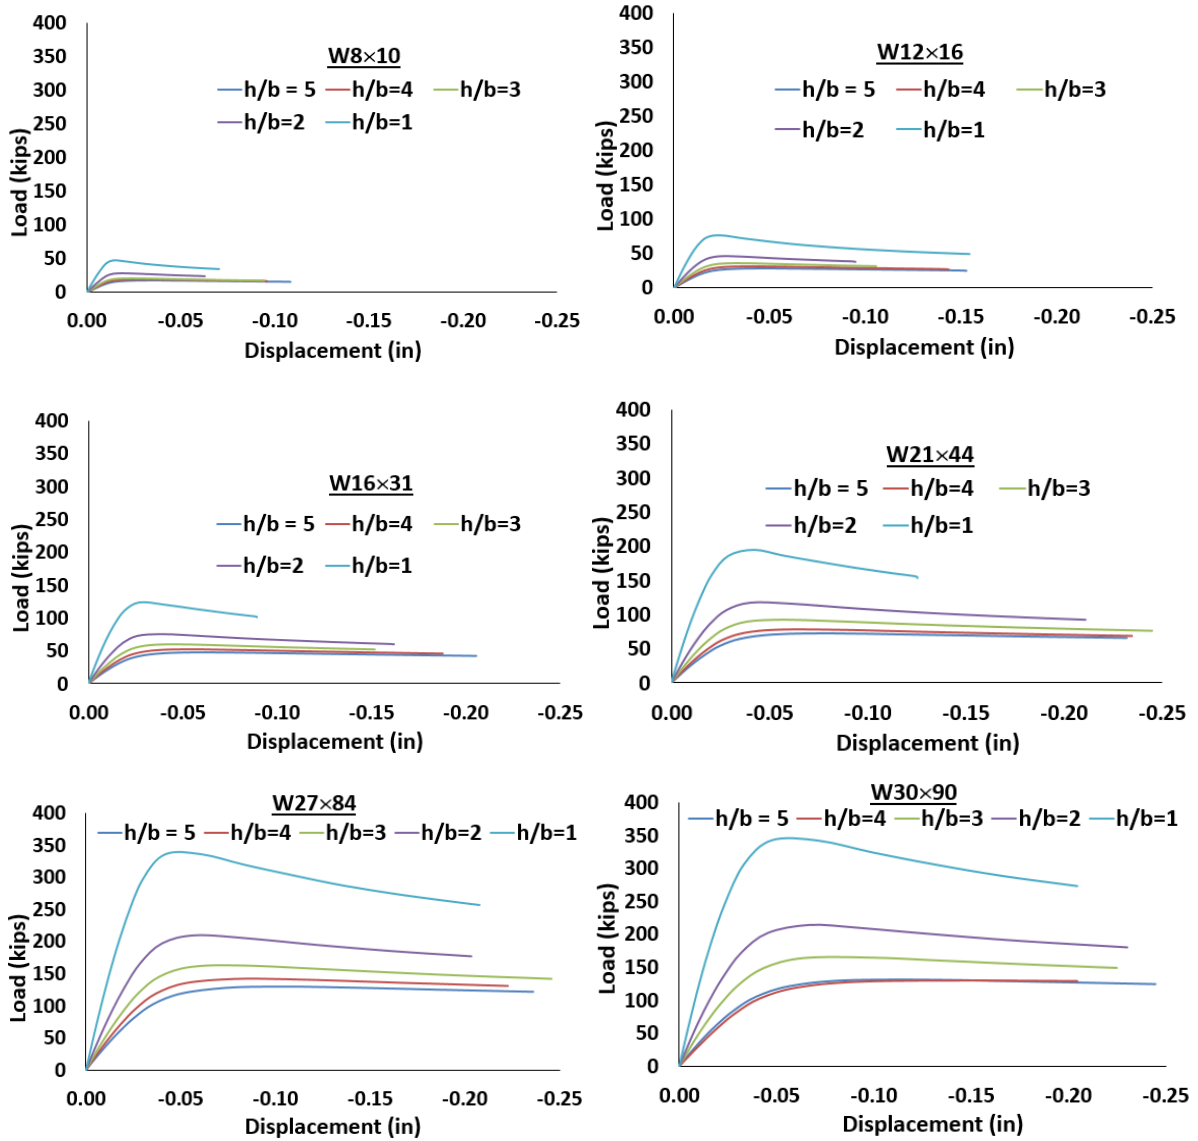 W8×10
h/b = 5 h/b=4 h/b=3
h/b=2 h/b=1
400
350
300
250
200
150
100
50
0
Load (kips)
0.00 -0.05 -0.10 -0.15 -0.20 -0.25
Displacement (in)
W12×16
h/b = 5 h/b=4 h/b=3
h/b=2 h/b=1
400
350
300
250
200
150
100
50
0
Load (kips)
0.00 -0.05 -0.10 -0.15 -0.20 -0.25
Displacement (in)
W16×31
h/b = 5 h/b=4 h/b=3
h/b=2 h/b=1
400
350
300
250
200
150
100
50
0
Load (kips)
0.00 -0.05 -0.10 -0.15 -0.20 -0.25
Displacement (in)
W21×44
h/b = 5 h/b=4 h/b=3
h/b=2 h/b=1
400
350
300
250
200
150
100
50
0
Load (kips)
0.00 -0.05 -0.10 -0.15 -0.20 -0.25
Displacement (in)
W27×84
h/b = 5 h/b=4 h/b=3 h/b=2 h/b=1
400
350
300
250
200
150
100
50
0
Load (kips)
0.00 -0.05 -0.10 -0.15 -0.20 -0.25
Displacement (in)
W30×90
h/b = 5 h/b=4 h/b=3 h/b=2 h/b=1
400
350
300
250
200
150
100
50
0
Load (kips)
0.00 -0.05 -0.10 -0.15 -0.20 -0.25
Displacement (in)